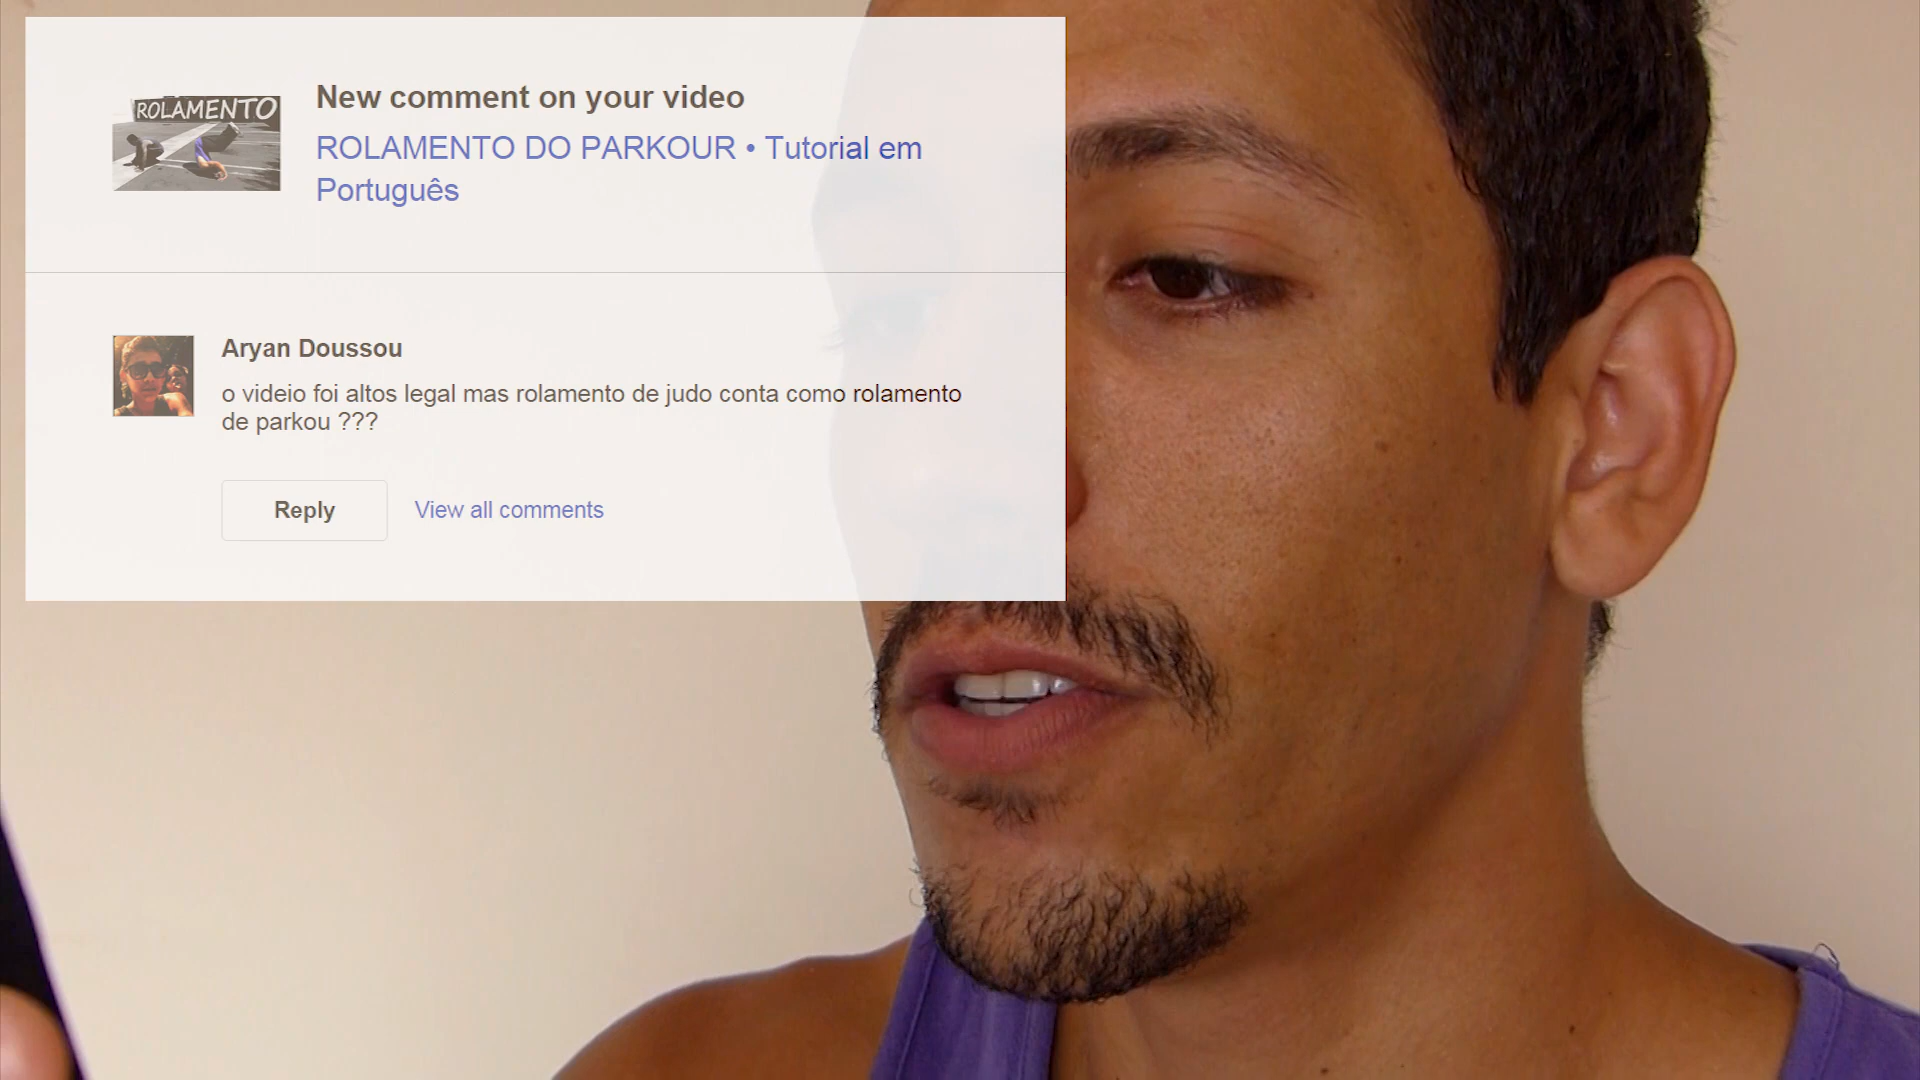 ROLAMENTO
New comment on your video
ROLAMENTO DO PARKOUR • Tutorial em
Português
Aryan Doussou
o videio foi altos legal mas rolamento de judo conta como rolamento
de parkou ???
Reply
View all comments